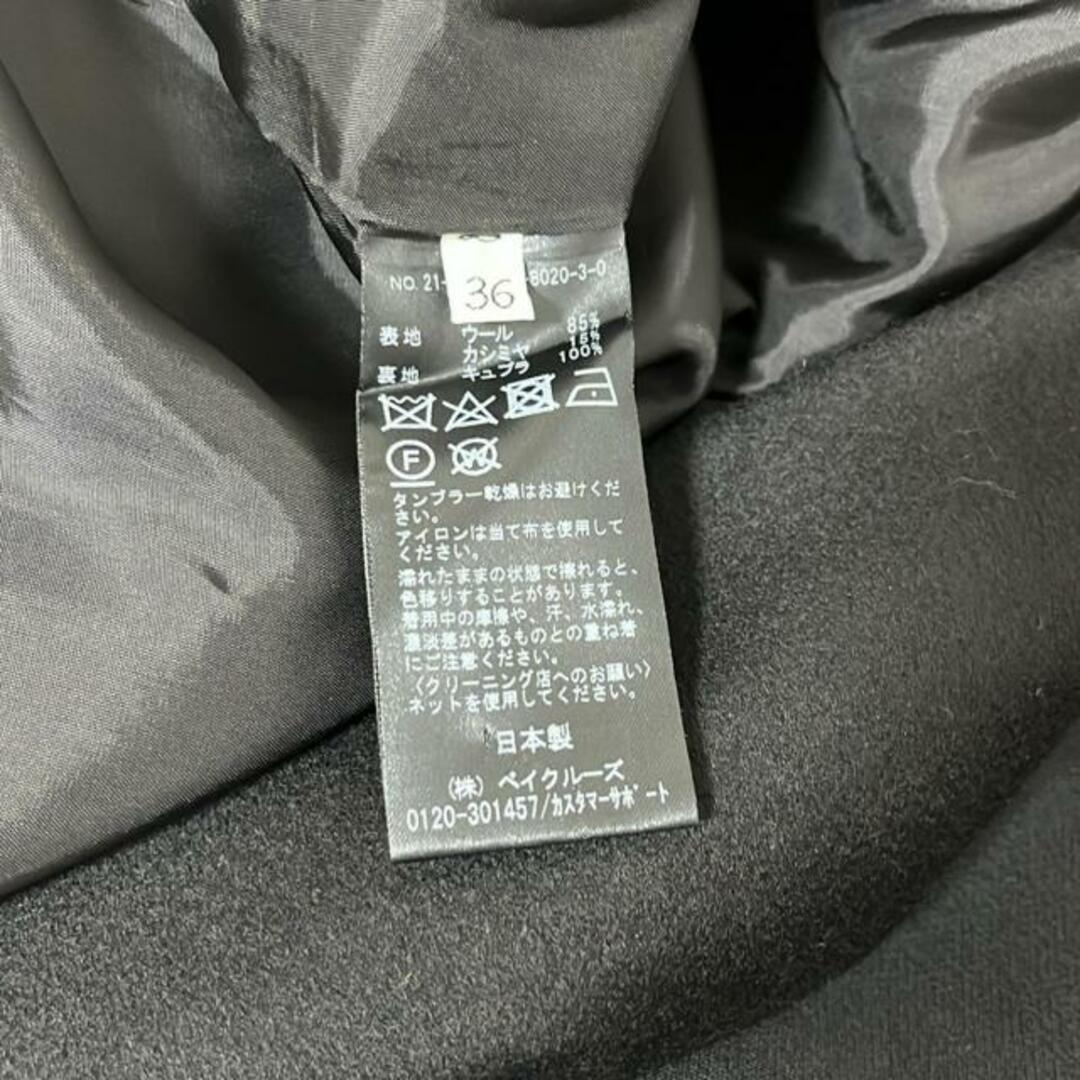 NO. 21-
8020-3-0
36
表地 ウール 85%
カシミヤ 15%
裏地 キュプラ 100%
F W
タンブラー乾燥はお避けくだ
さい。
アイロンは当て布を使用して
ください。
濡れたままの状態で擦れると、
色移りすることがあります。
着用中の摩擦や、汗、水濡れ、
濃淡差があるものとの重ね着
にご注意ください。
〈クリーニング店へのお願い〉
ネットを使用してください。
日本製
(株) ベイクルーズ
0120-301457/カスタマーサポート